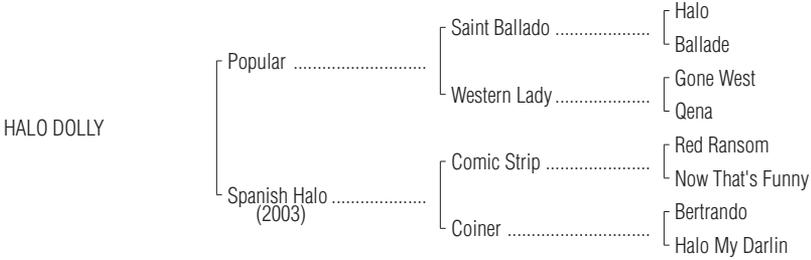 Halo
Saint Ballado ....................
Ballade
Popular ............................
Gone West
Western Lady ....................
Qena
HALO DOLLY
Red Ransom
Comic Strip ......................
Now That's Funny
Spanish Halo ....................
(2003)
Bertrando
Coiner ..............................
Halo My Darlin